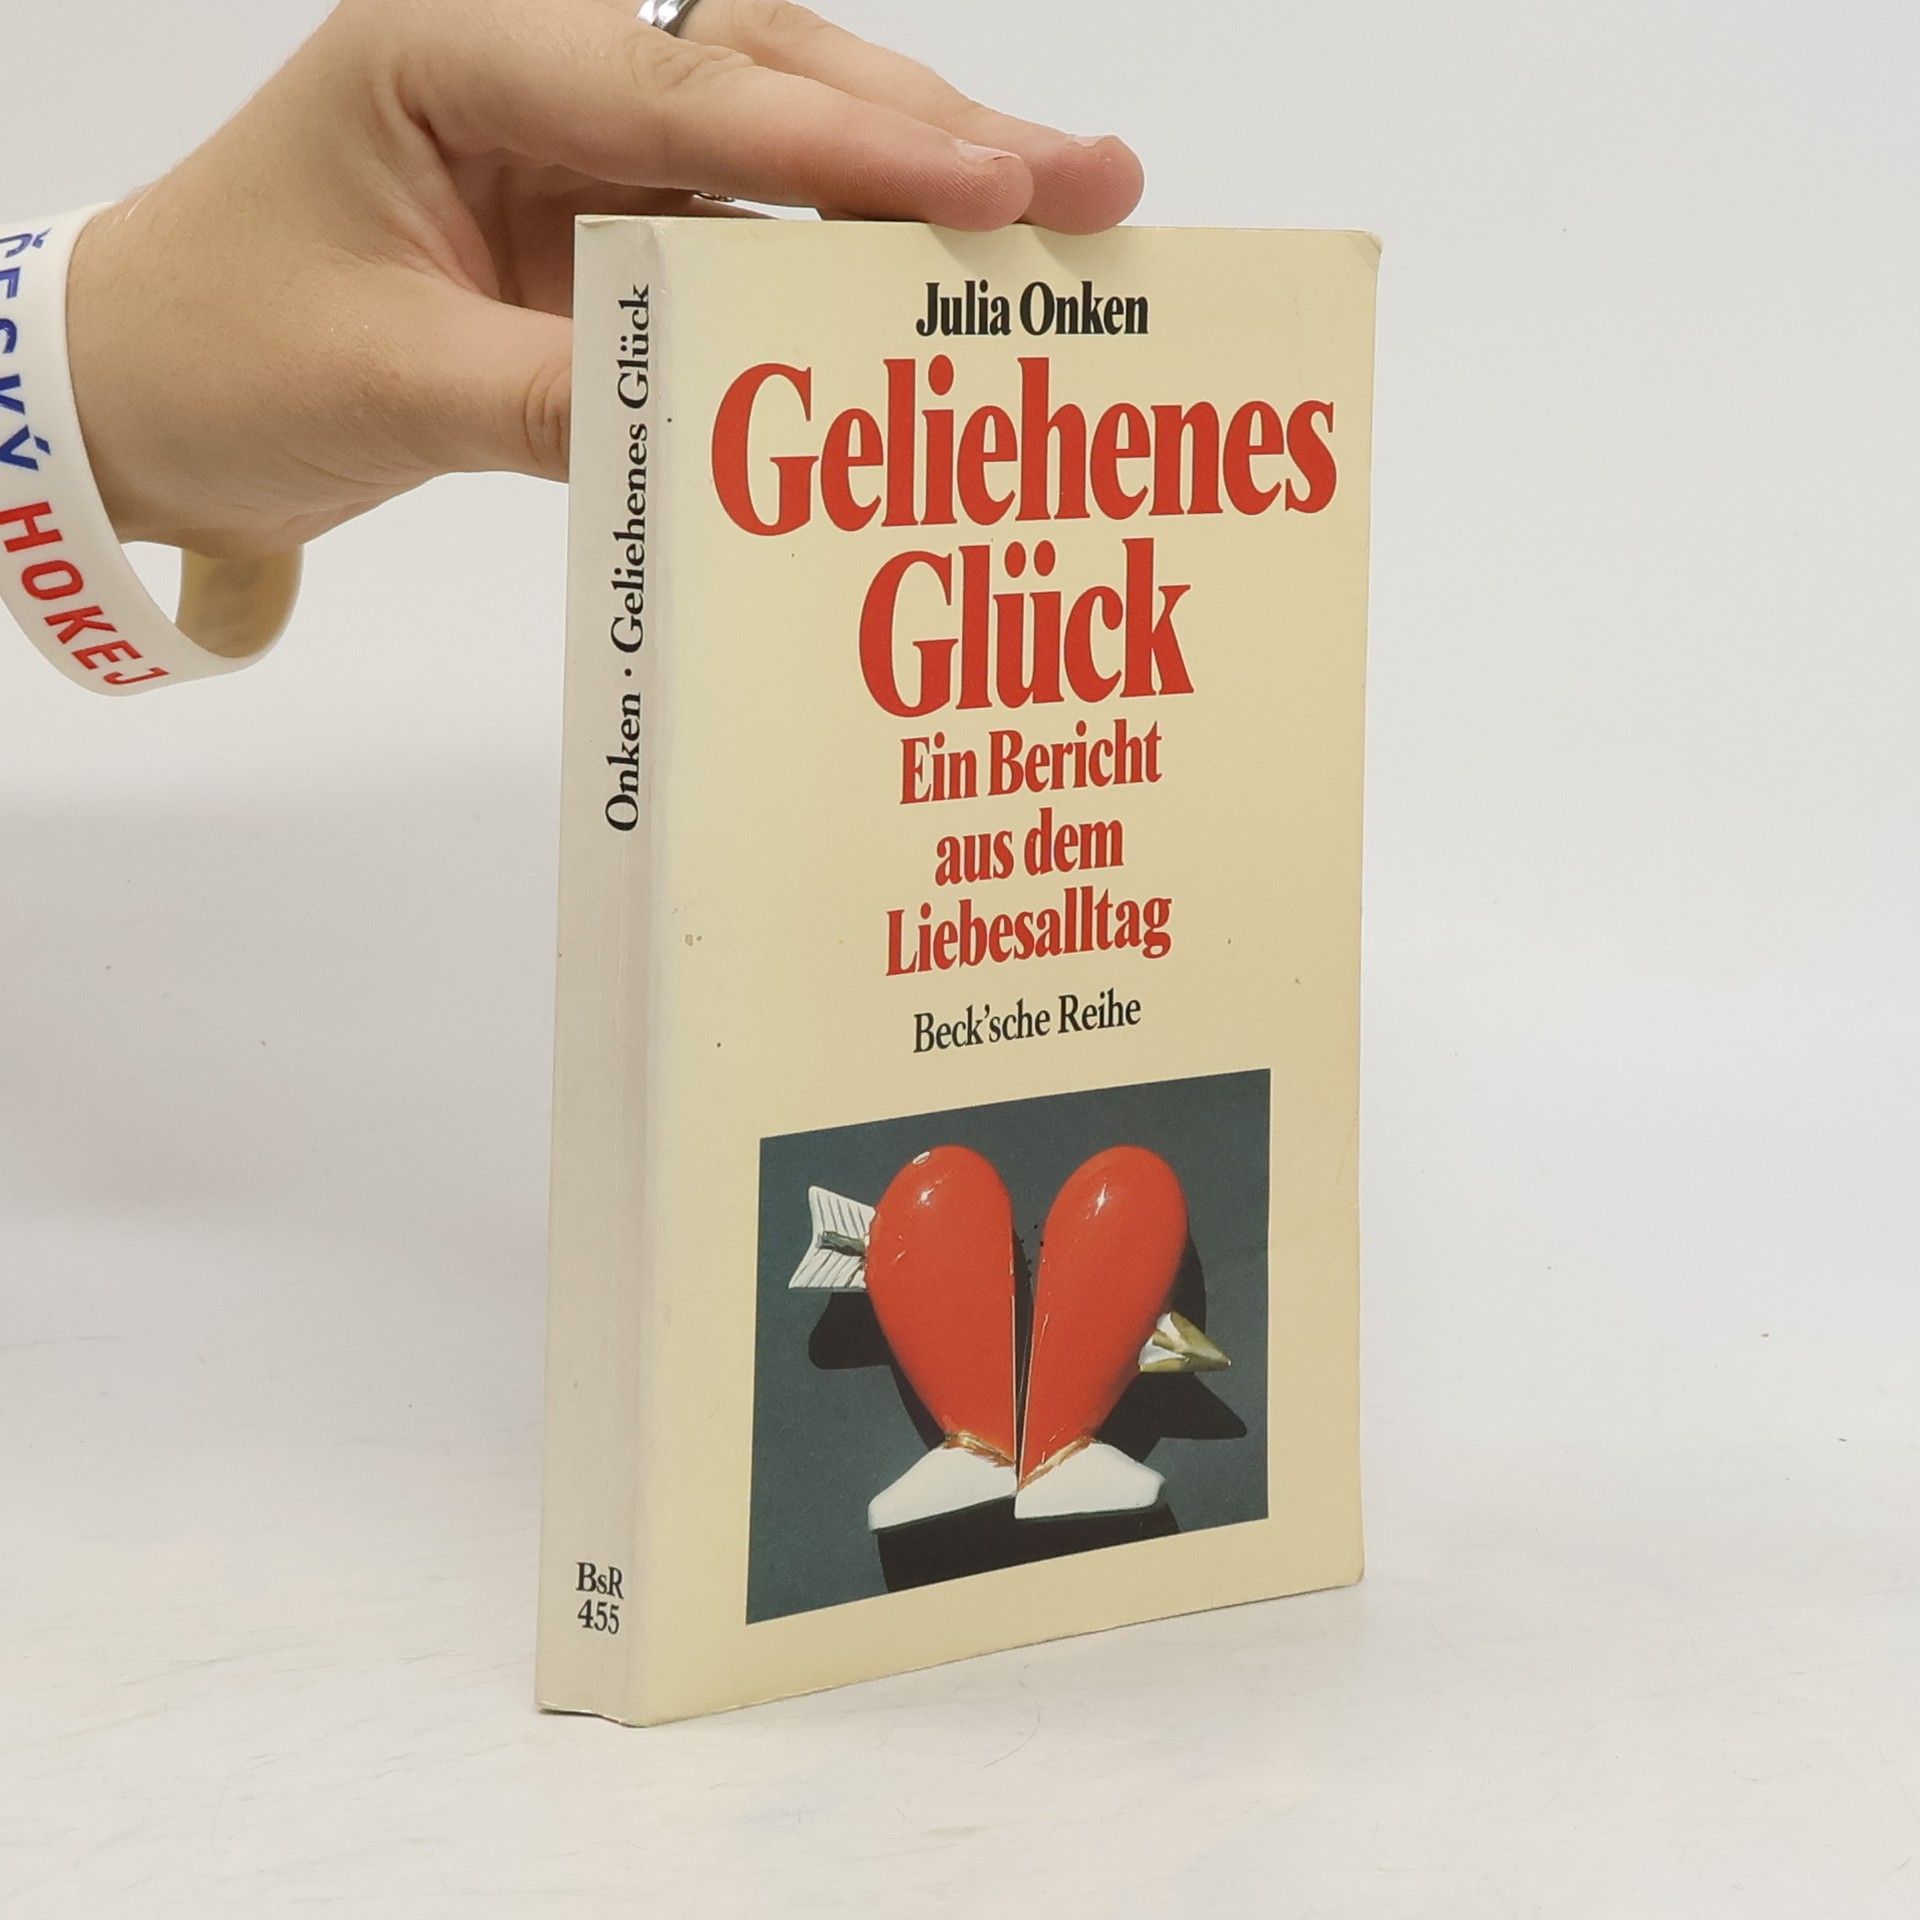 ČESKÝ HOKEJ
Onken · Geliehenes Glück
BsR
455
Julia Onken
Geliehenes
Glück
Ein Bericht
aus dem
Liebesalltag
Beck'sche Reihe